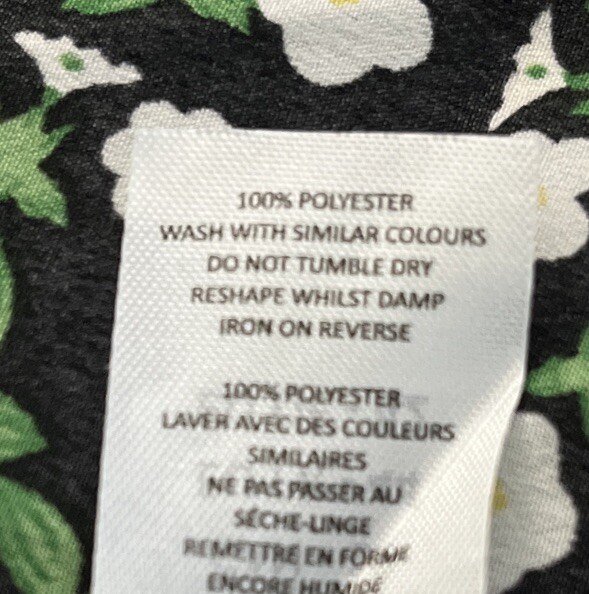 100% POLYESTER
WASH WITH SIMILAR COLOURS
DO NOT TUMBLE DRY
RESHAPE WHILST DAMP
IRON ON REVERSE
100% POLYESTER
LAVER AVEC DES COULEURS
SIMILAIRES
NE PAS PASSER AU
SÉCHE-LINGE
REMETTRE EN FORME
ENCORE HUMIDE